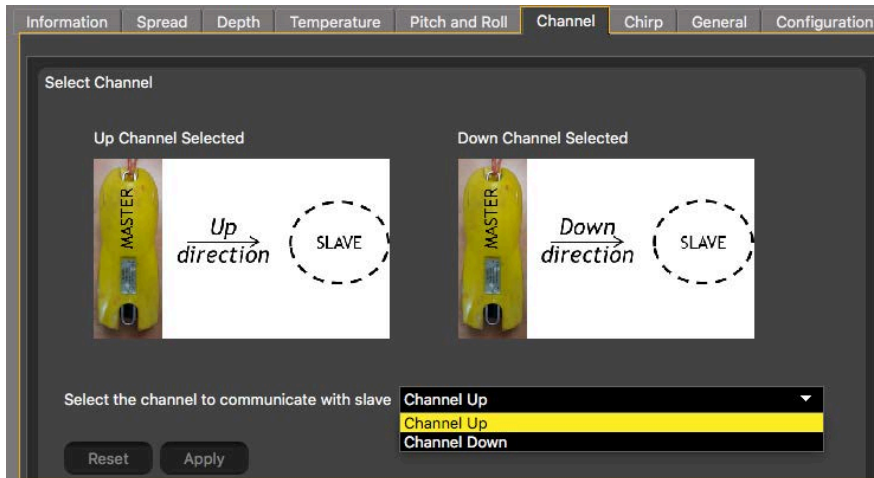 Information Spread Depth Temperature Pitch and Roll Channel Chirp General Configuration
Select Channel
Up Channel Selected Down Channel Selected
MASTER
Up
direction
SLAVE
MASTER
Down
direction
SLAVE
Select the channel to communicate with slave Channel Up
Channel Up
Channel Down
Reset Apply